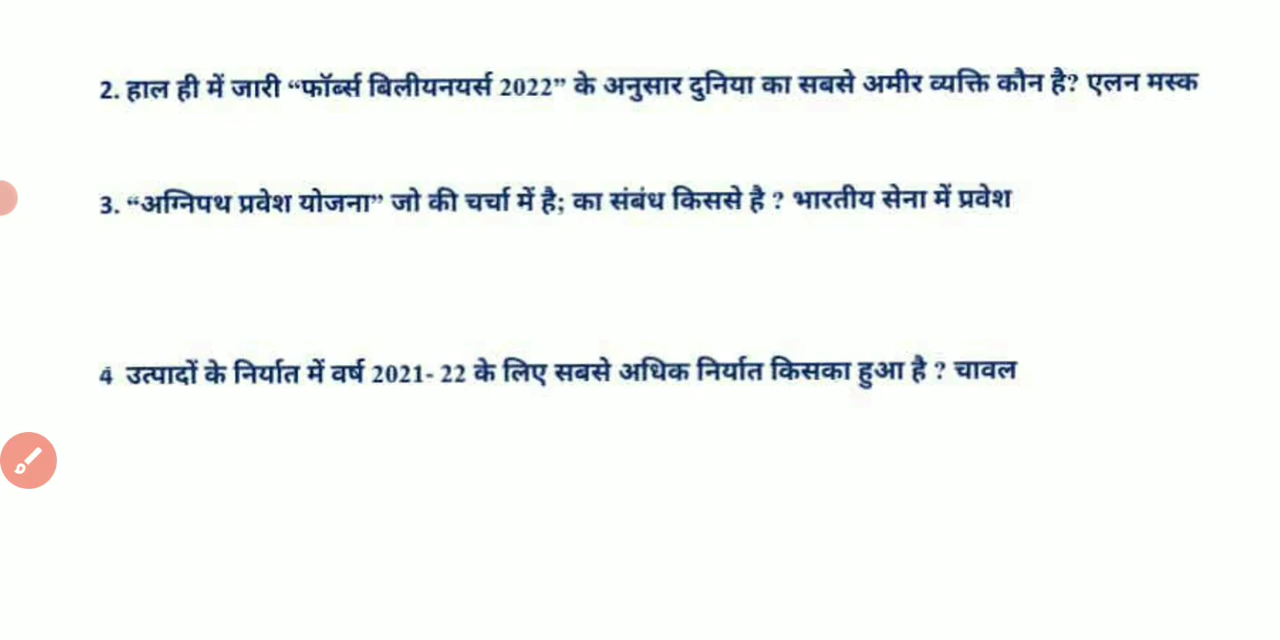 2. हाल ही में जारी “फॉर्ब्स बिलीयनयर्स 2022” के अनुसार दुनिया का सबसे अमीर व्यक्ति कौन है? एलन मस्क
3. “अग्निपथ प्रवेश योजना” जो की चर्चा में है; का संबंध किससे है ? भारतीय सेना में प्रवेश
4 उत्पादों के निर्यात में वर्ष 2021- 22 के लिए सबसे अधिक निर्यात किसका हुआ है ? चावल